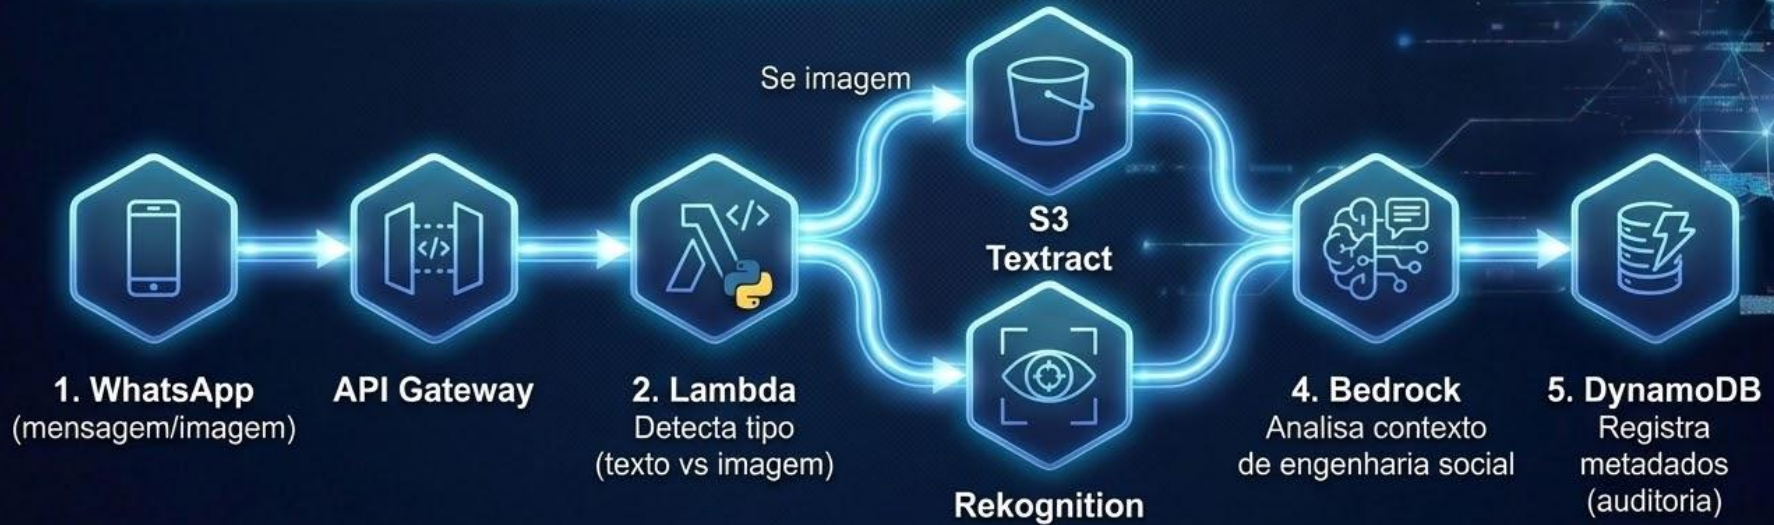 Se imagem
</>
</>
S3
Textract
1. WhatsApp
(mensagem/imagem)
API Gateway
2. Lambda
Detecta tipo
(texto vs imagem)
Rekognition
4. Bedrock
Analisa contexto
de engenharia social
5. DynamoDB
Registra
metadados
(auditoria)